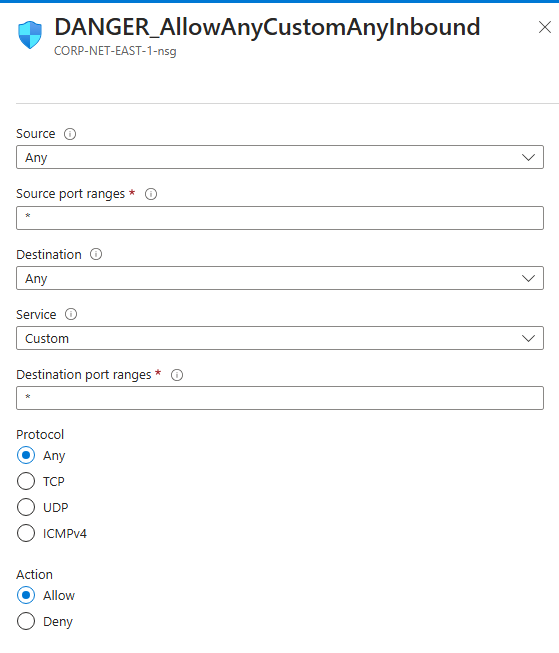 DANGER_AllowAnyCustomAnyInbound
CORP-NET-EAST-1-nsg
Source
Any
Source port ranges *
*
Destination
Any
Service
Custom
Destination port ranges *
*
Protocol
Any
TCP
UDP
ICMPv4
Action
Allow
Deny